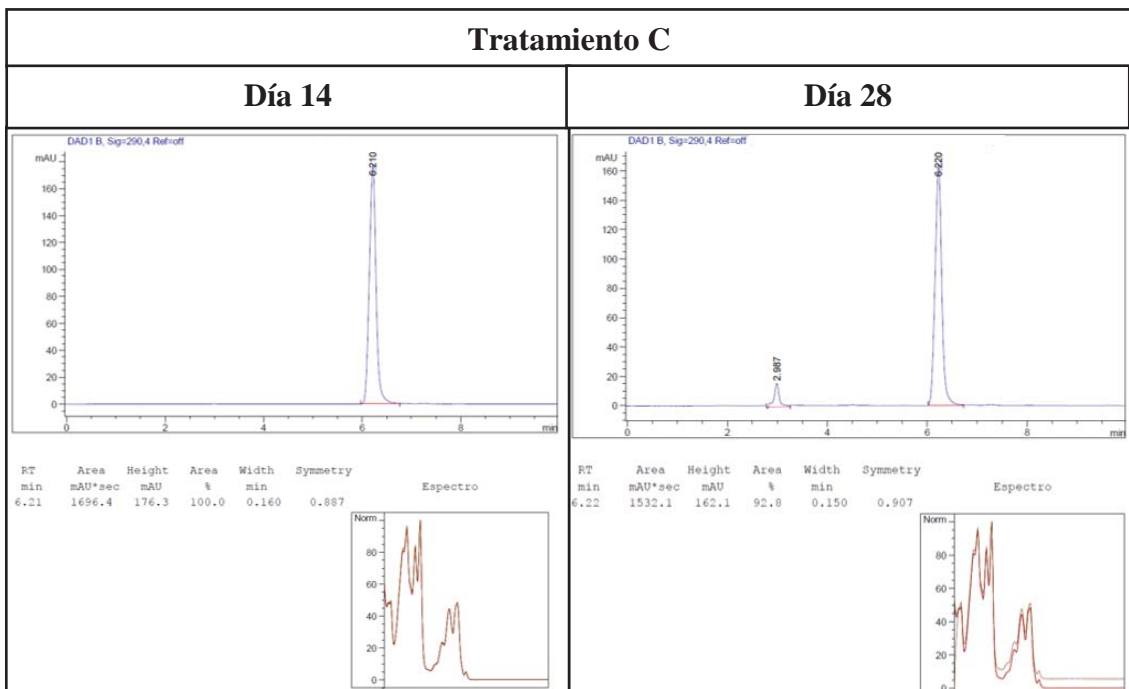 Tratamiento C
Día 14
Día 28
DAD1 B, Sig=290,4 Ref=off
mAU
160
140
120
100
80
60
40
20
0
6.210
0
2
4
6
8
min
RT Area Height Area Width Symmetry
min mAU*sec mAU % min Espectro
6.21 1696.4 176.3 100.0 0.160 0.887
Norm
80
60
40
20
0
DAD1 B, Sig=290,4 Ref=off
mAU
160
140
120
100
80
60
40
20
0
2.987
6.220
0
2
4
6
8
min
RT Area Height Area Width Symmetry
min mAU*sec mAU % min Espectro
6.22 1532.1 162.1 92.8 0.150 0.907
Norm
80
60
40
20
0